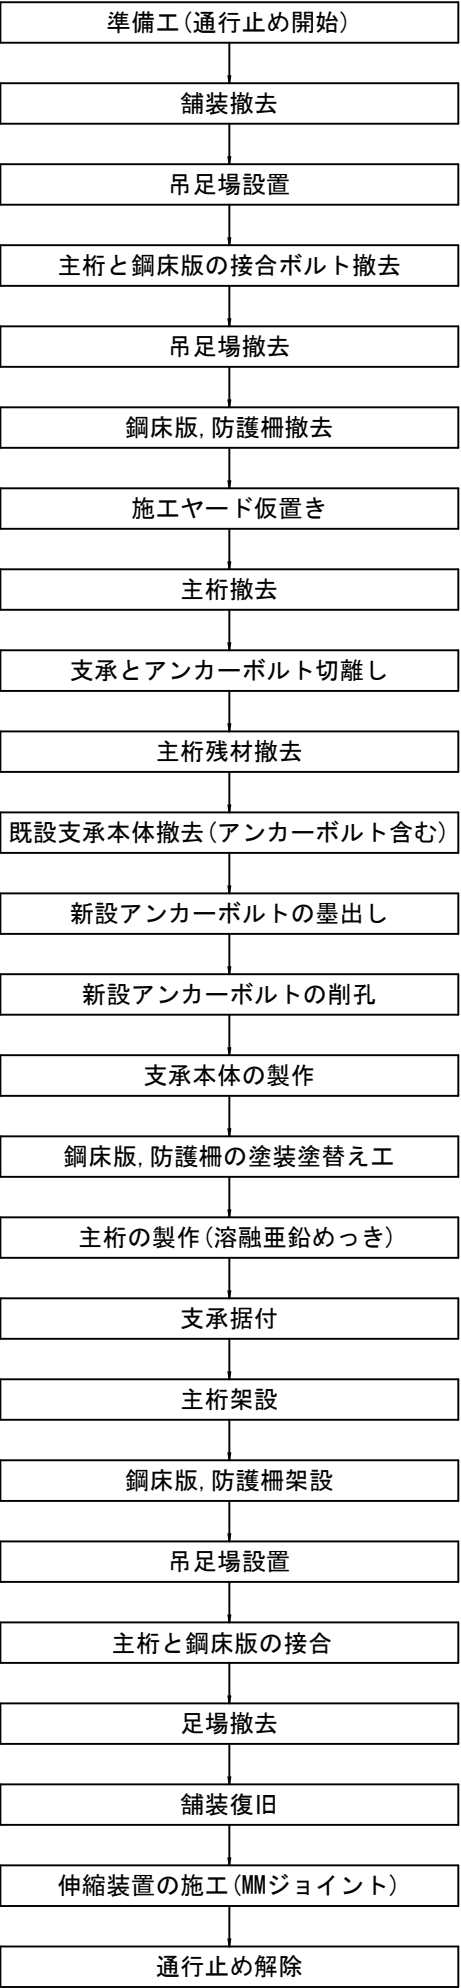 準備工(通行止め開始)
舗装撤去
吊足場設置
主桁と鋼床版の接合ボルト撤去
吊足場撤去
鋼床版,防護柵撤去
施工ヤード仮置き
主桁撤去
支承とアンカーボルト切離し
主桁残材撤去
既設支承本体撤去(アンカーボルト含む)
新設アンカーボルトの墨出し
新設アンカーボルトの削孔
支承本体の製作
鋼床版,防護柵の塗装塗替え工
主桁の製作(溶融亜鉛めっき)
支承据付
主桁架設
鋼床版,防護柵架設
吊足場設置
主桁と鋼床版の接合
足場撤去
舗装復旧
伸縮装置の施工(MMジョイント)
通行止め解除